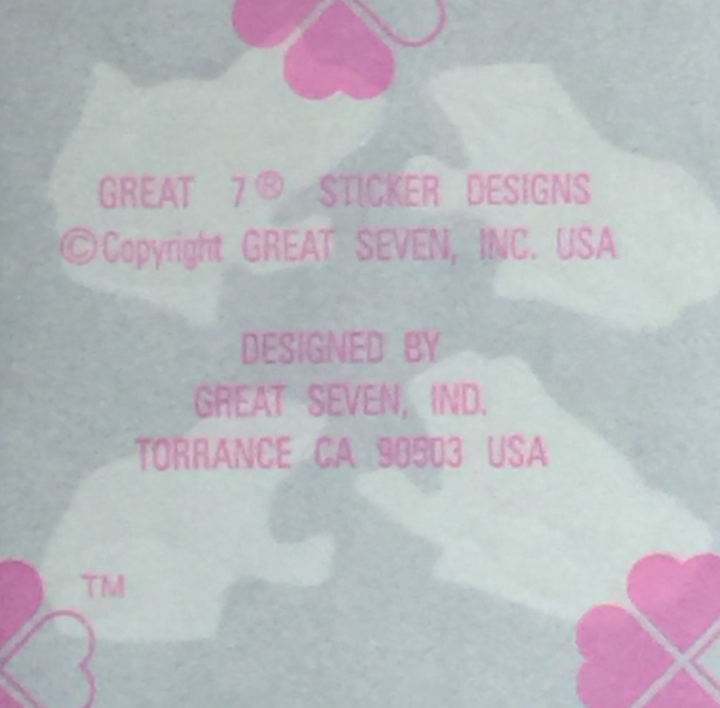 GREAT 7® STICKER DESIGNS
©Copyright GREAT SEVEN, INC. USA
DESIGNED BY
GREAT SEVEN, IND.
TORRANCE CA 90503 USA
TM